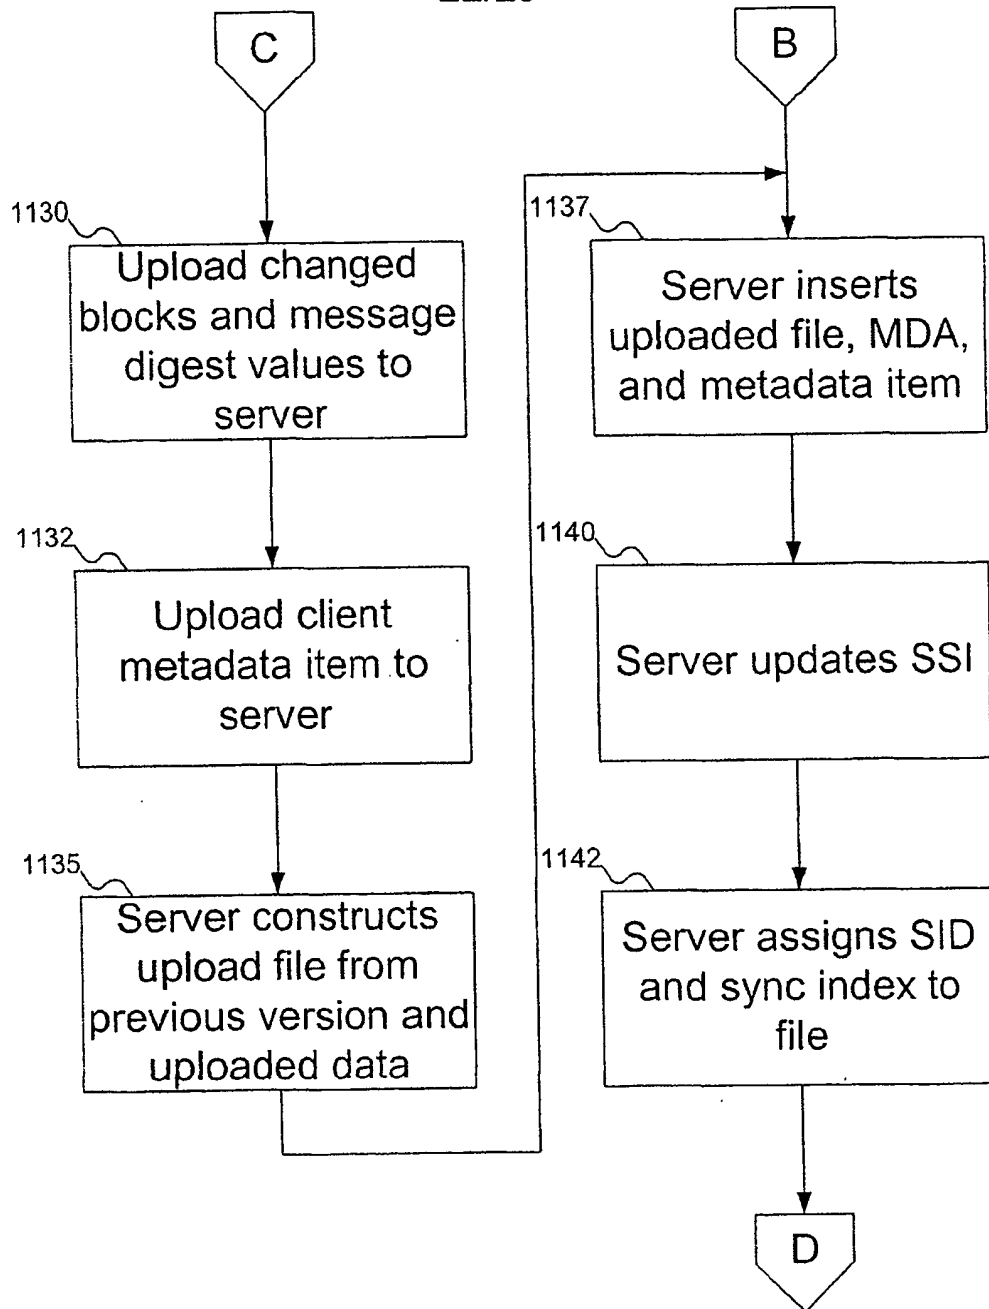 C
1130
Upload changed
blocks and message
digest values to
server
1132
Upload client
metadata item to
server
1135
Server constructs
upload file from
previous version and
uploaded data
B
1137
Server inserts
uploaded file, MDA,
and metadata item
1140
Server updates SSI
1142
Server assigns SID
and sync index to
file
D